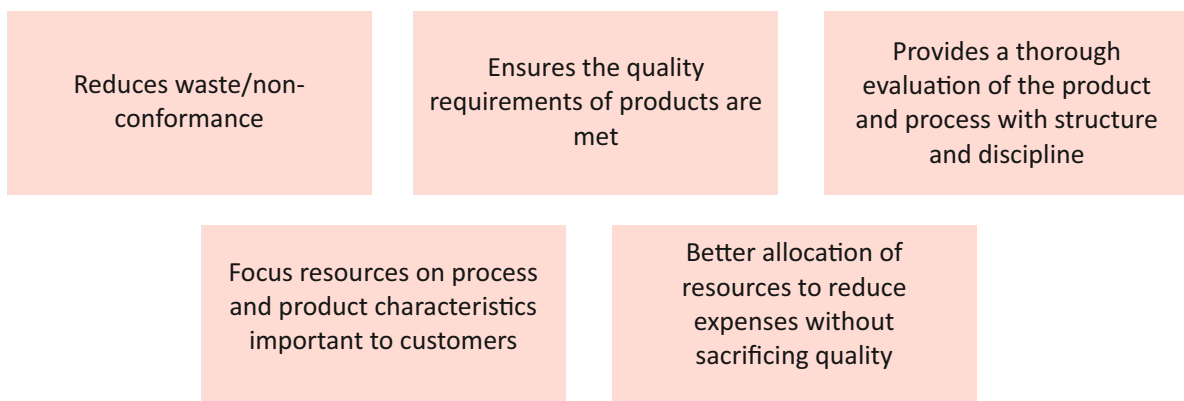 Reduces waste/non-
conformance
Ensures the quality
requirements of products are
met
Provides a thorough
evaluation of the product
and process with structure
and discipline
Focus resources on process
and product characteristics
important to customers
Better allocation of
resources to reduce
expenses without
sacrificing quality